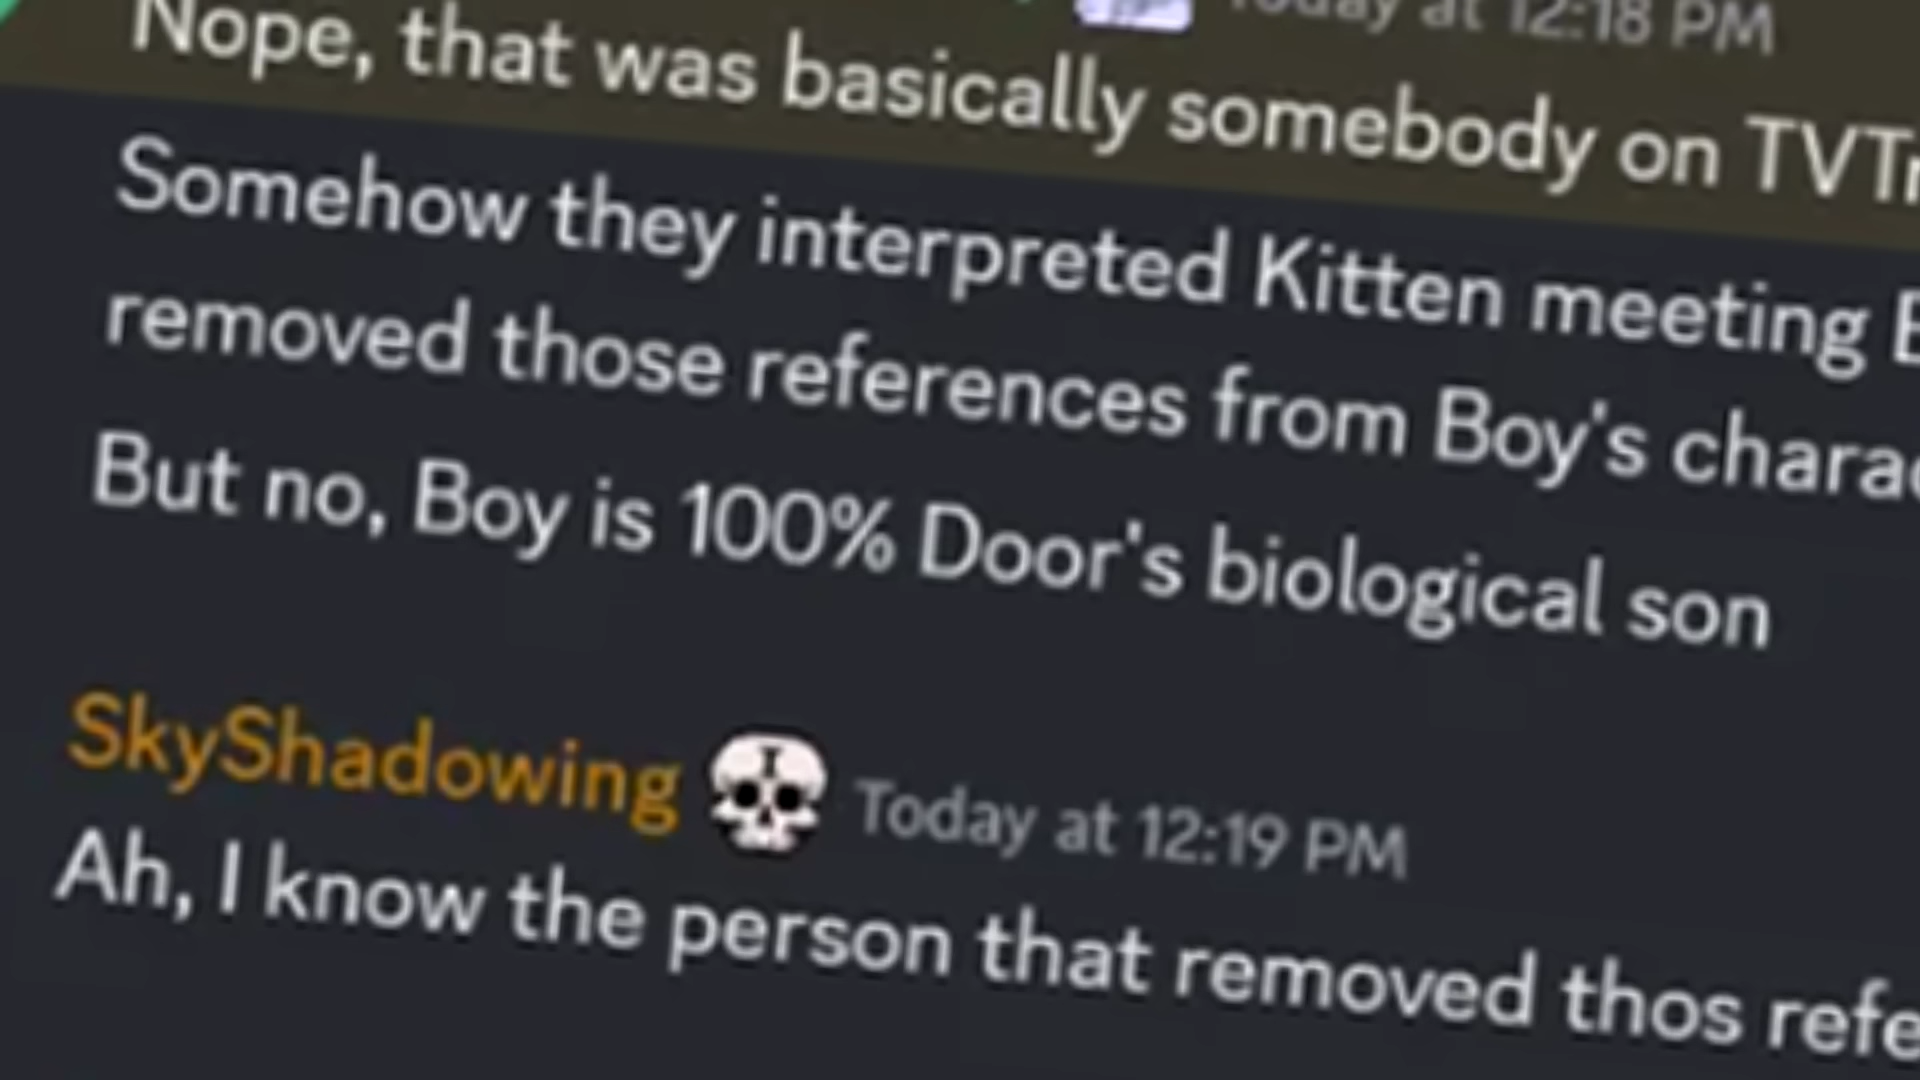 Today at 12:18 PM
Nope, that was basically somebody on
Somehow they interpreted Kitten meeting
removed those references from Boy's
But no, Boy is 100% Door's biological son
SkyShadowing Today at 12:19 PM
Ah, I know the person that removed thos